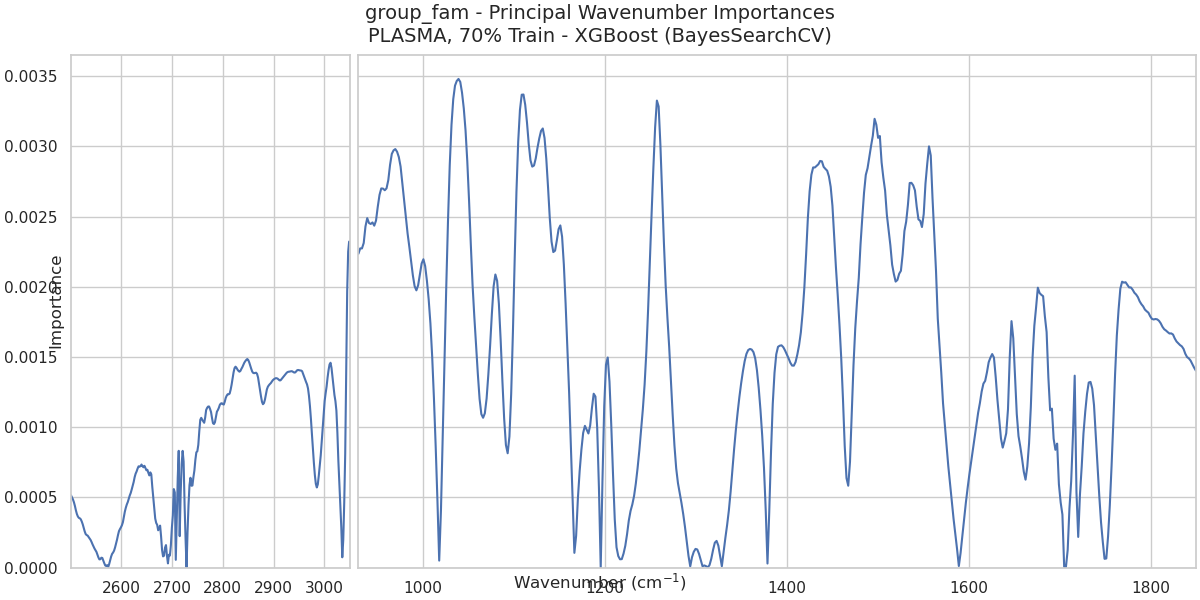 group_fam - Principal Wavenumber Importances
PLASMA, 70% Train - XGBoost (BayesSearchCV)
0.0035
0.0030
0.0025
0.0020
0.0015
0.0010
0.0005
0.0000
Importance
2600 2700 2800 2900 3000 1000 1200 1400 1600 1800
Wavenumber (cm⁻¹)